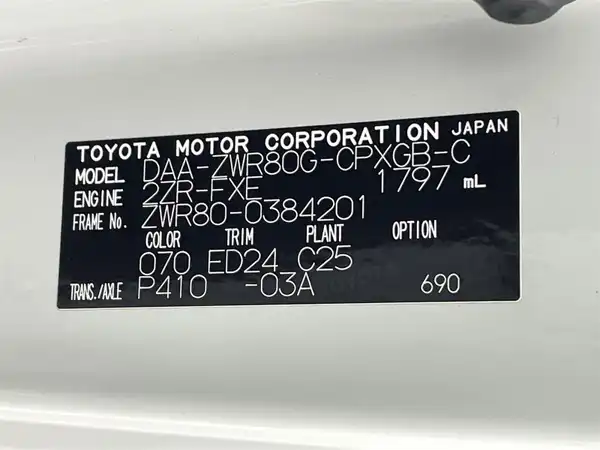 TOYOTA MOTOR CORPORATION JAPAN
MODEL DAA-ZWR80G-CPXGB-C
ENGINE 2ZR-FXE 1797 mL
FRAME No. ZWR80-0384201
COLOR TRIM PLANT OPTION
070 ED24 C25
TRANS./AXLE P410 -03A 690